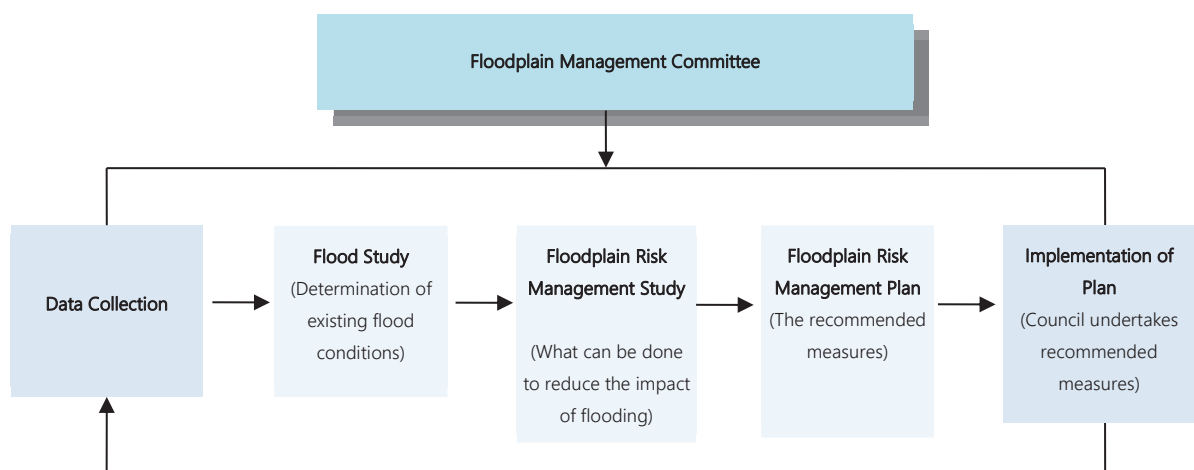 Floodplain Management Committee
Data Collection
Flood Study
(Determination of
existing flood
conditions)
Floodplain Risk
Management Study
(What can be done
to reduce the impact
of flooding)
Floodplain Risk
Management Plan
(The recommended
measures)
Implementation of
Plan
(Council undertakes
recommended
measures)